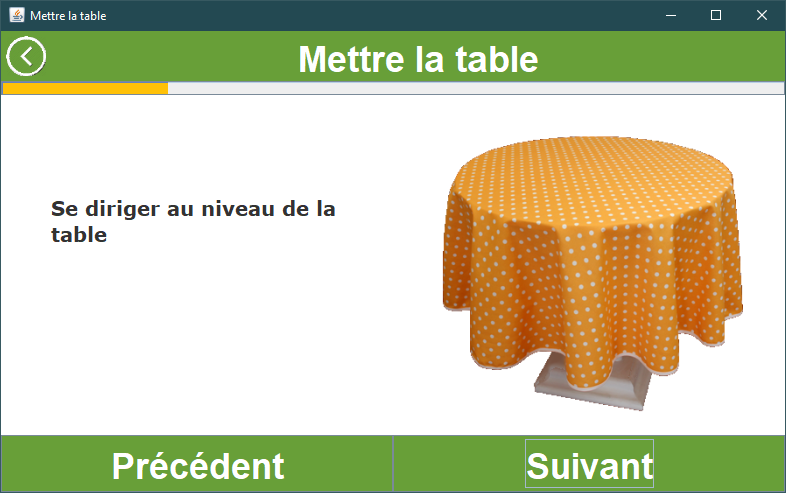 Mettre la table
Mettre la table
Se diriger au niveau de la
table
Précédent
Suivant